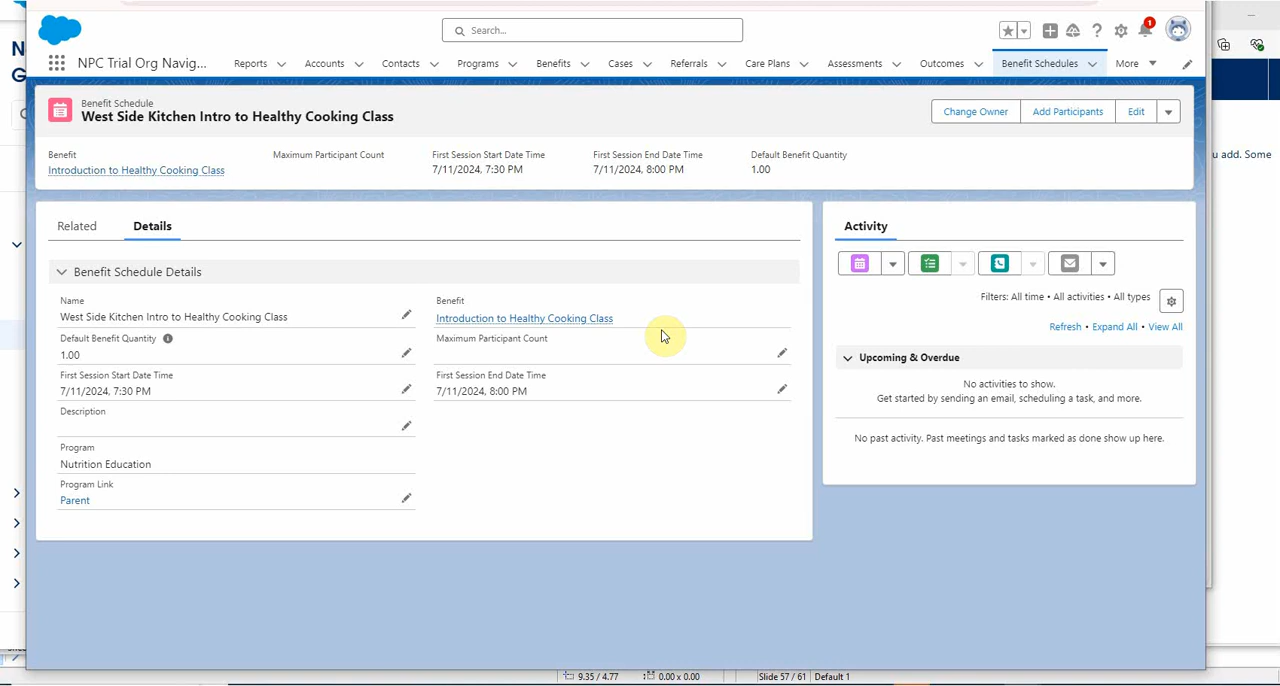 N
G
Search...
1
NPC Trial Org Navig...
Reports
Accounts
Contacts
Programs
Benefits
Cases
Referrals
Care Plans
Assessments
Outcomes
Benefit Schedules
More
Benefit Schedule
West Side Kitchen Intro to Healthy Cooking Class
Change Owner
Add Participants
Edit
Benefit
Introduction to Healthy Cooking Class
Maximum Participant Count
First Session Start Date Time
7/11/2024, 7:30 PM
First Session End Date Time
7/11/2024, 8:00 PM
Default Benefit Quantity
1.00
u add. Some
Related
Details
Benefit Schedule Details
Name
West Side Kitchen Intro to Healthy Cooking Class
Benefit
Introduction to Healthy Cooking Class
Default Benefit Quantity
1.00
Maximum Participant Count
First Session Start Date Time
7/11/2024, 7:30 PM
First Session End Date Time
7/11/2024, 8:00 PM
Description
Program
Nutrition Education
Program Link
Parent
Activity
Filters: All time • All activities • All types
Refresh • Expand All • View All
Upcoming & Overdue
No activities to show.
Get started by sending an email, scheduling a task, and more.
No past activity. Past meetings and tasks marked as done show up here.
9.35 / 4.77
0.00 x 0.00
Slide 57 / 61
Default 1